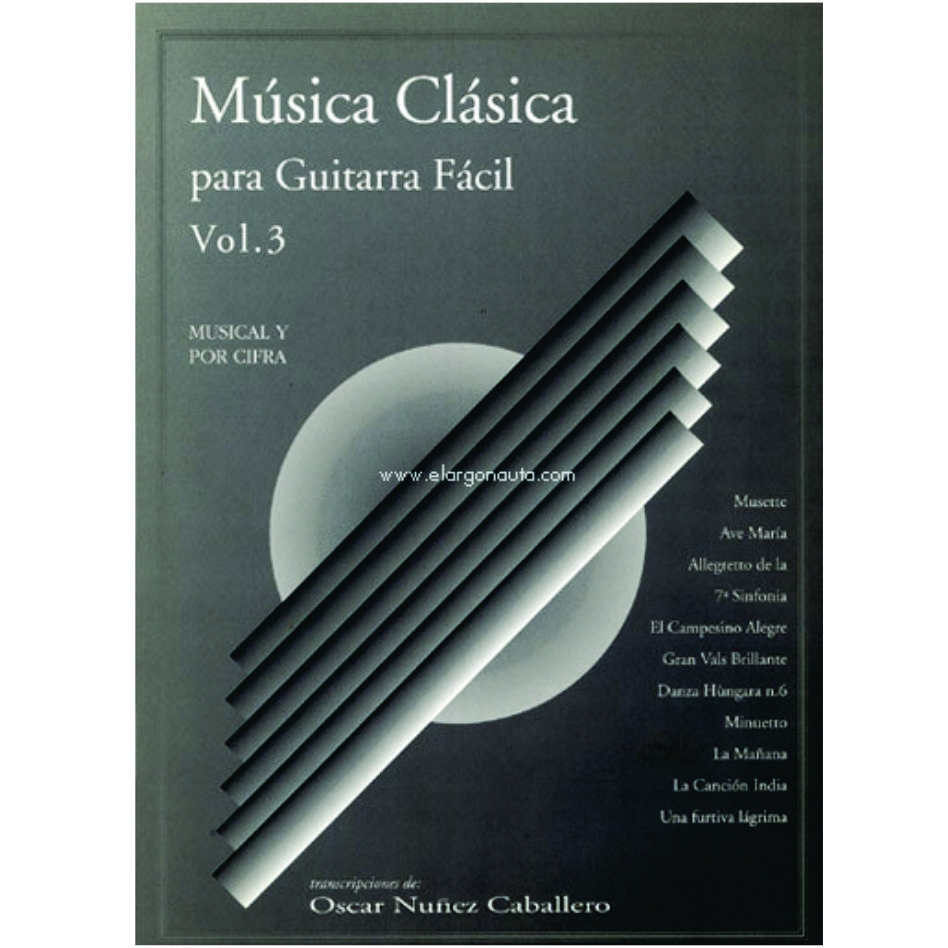 Música Clásica
para Guitarra Fácil
Vol.3
MUSICAL Y
POR CIFRA
www.elargonauta.com
Musette
Ave María
Allegretto de la
7ª Sinfonia
El Campesino Alegre
Gran Vals Brillante
Danza Húngara n.6
Minuetto
La Mañana
La Canción India
Una furtiva lágrima
transcripciones de:
Oscar Nuñez Caballero